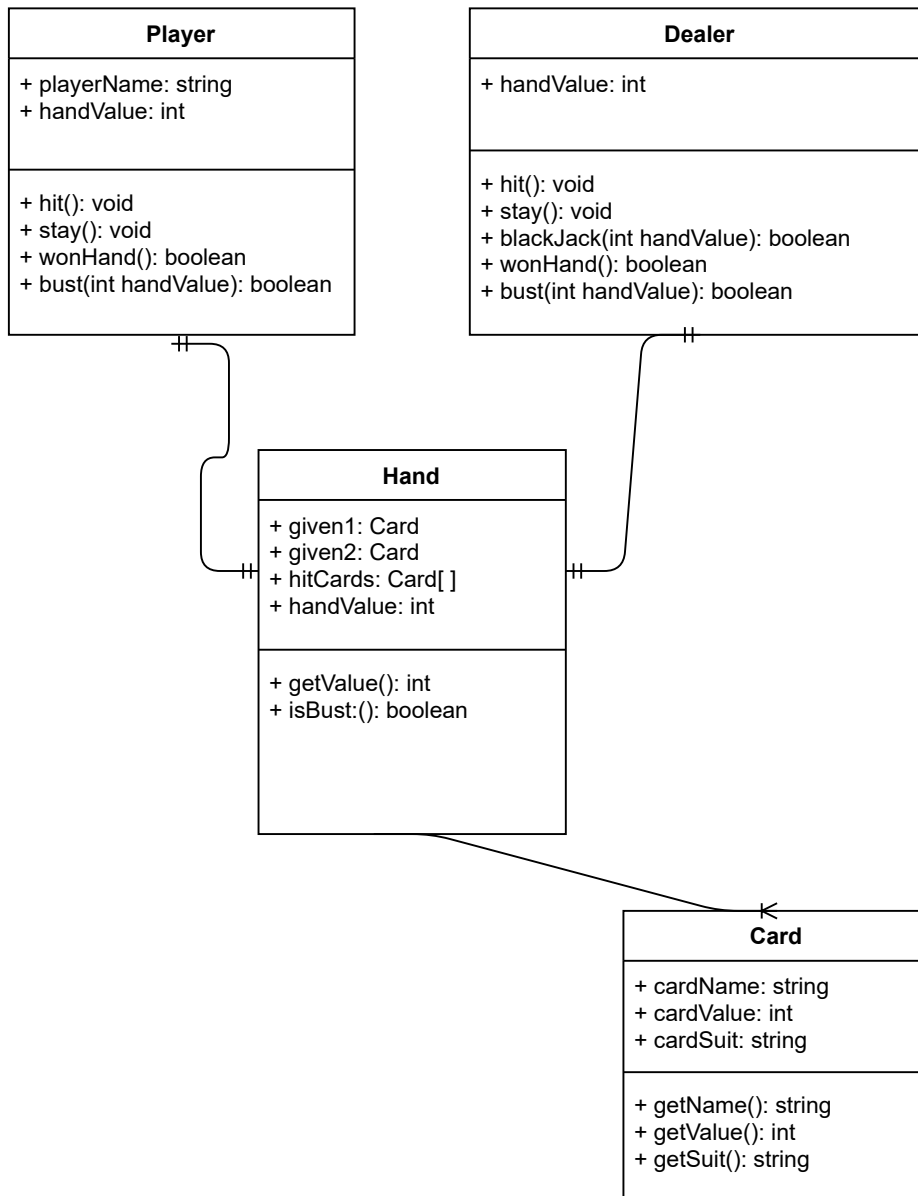 Player
+ playerName: string
+ handValue: int
+ hit(): void
+ stay(): void
+ wonHand(): boolean
+ bust(int handValue): boolean
Dealer
+ handValue: int
+ hit(): void
+ stay(): void
+ blackJack(int handValue): boolean
+ wonHand(): boolean
+ bust(int handValue): boolean
Hand
+ given1: Card
+ given2: Card
+ hitCards: Card[ ]
+ handValue: int
+ getValue(): int
+ isBust:(): boolean
Card
+ cardName: string
+ cardValue: int
+ cardSuit: string
+ getName(): string
+ getValue(): int
+ getSuit(): string